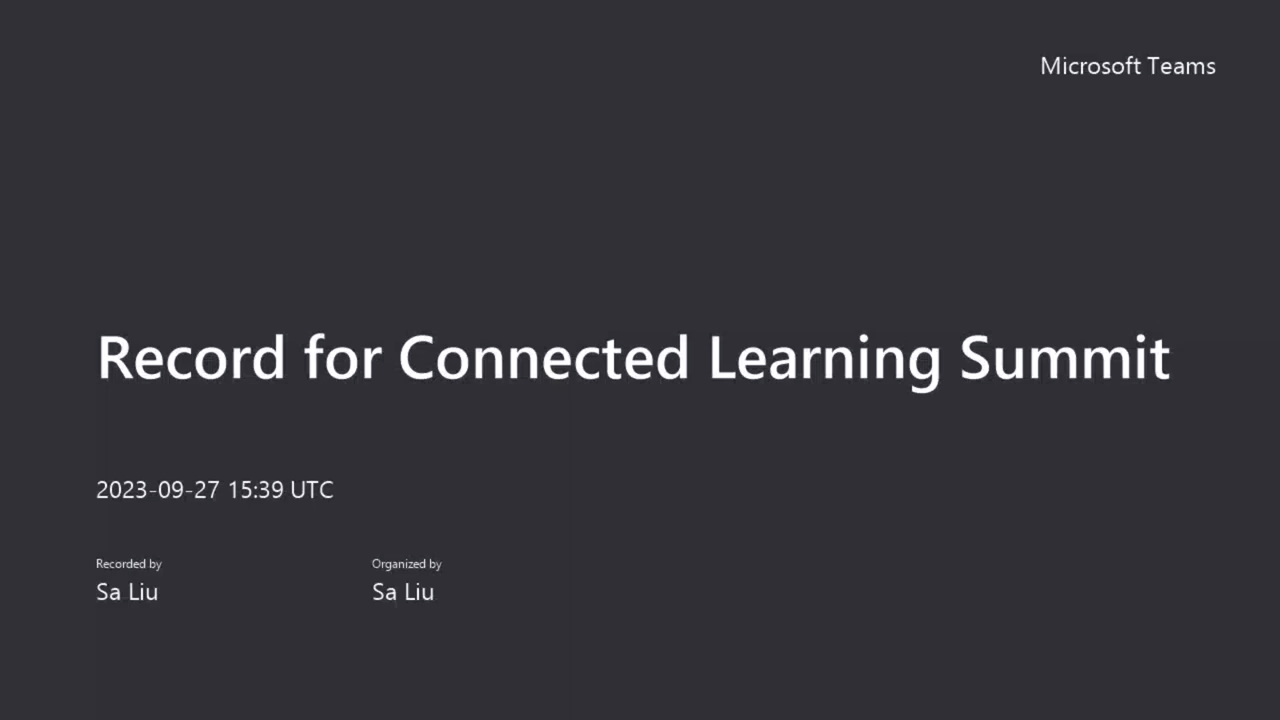 Microsoft Teams
Record for Connected Learning Summit
2023-09-27 15:39 UTC
Recorded by
Sa Liu
Organized by
Sa Liu